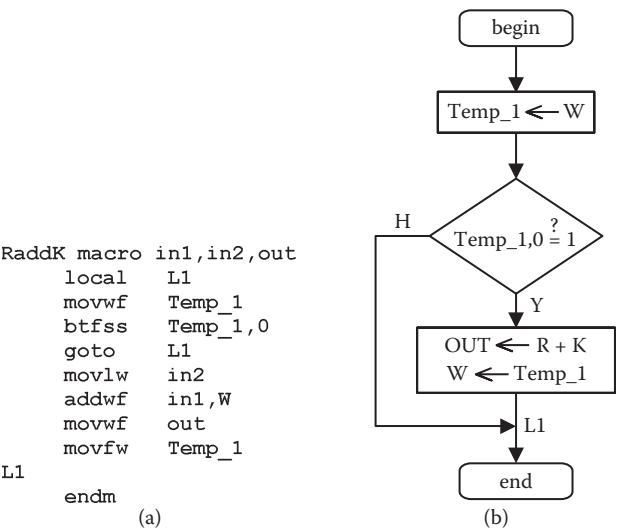 RaddK macro in1,in2,out
local L1
movwf Temp_1
btfss Temp_1,0
goto L1
movlw in2
addwf in1,W
movwf out
movfw Temp_1
L1
endm
(a)
begin
Temp_1 ← W
?
Temp_1,0 = 1
H
Y
OUT ← R + K
W ← Temp_1
L1
end
(b)